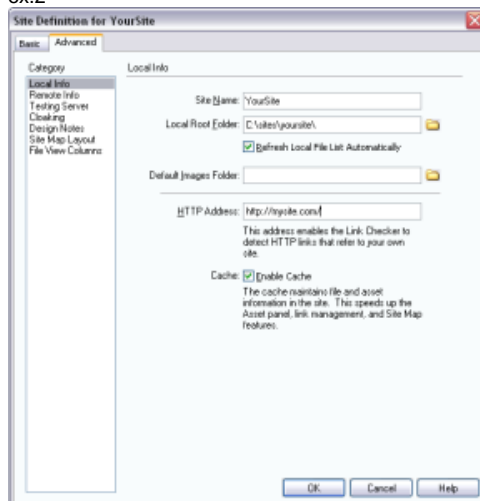 ex.2
Site Definition for YourSite
Basic Advanced
Category
Local Info
Local Info
Remote Info
Testing Server
Cloaking
Design Notes
Site Map Layout
File View Columns
Site Name: YourSite
Local Root Folder: C:\sites\yoursite\
Refresh Local File List Automatically
Default Images Folder:
HTTP Address: http://mysite.com/
This address enables the Link Checker to
detect HTTP links that refer to your own
site.
Cache: Enable Cache
The cache maintains file and asset
information in the site. This speeds up the
Asset panel, link management, and Site Map
features.
OK Cancel Help